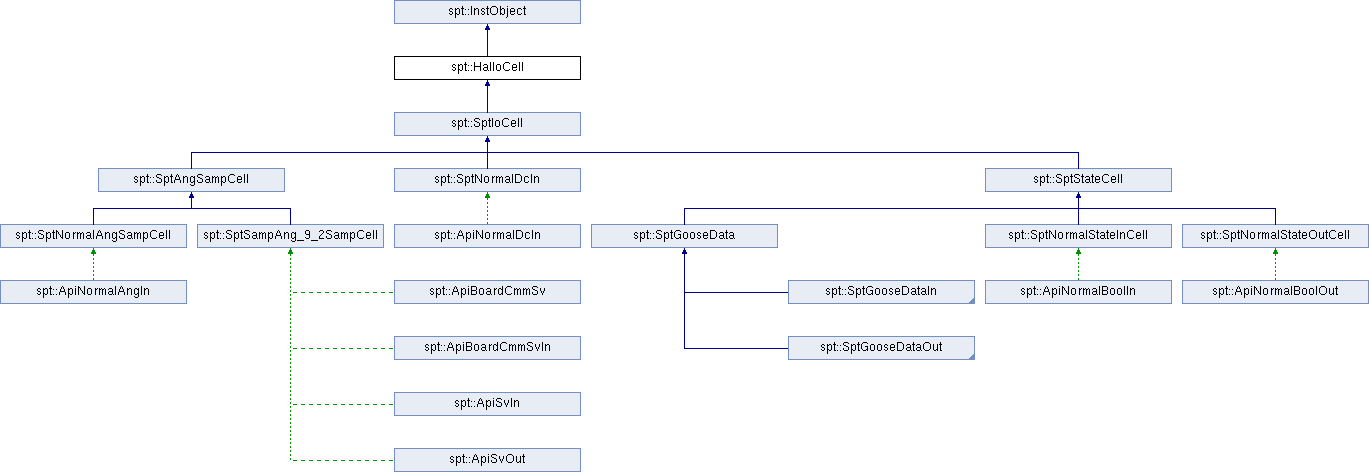 spt::InstObject
spt::HalloCell
spt::SptIoCell
spt::SptAngSampCell
spt::SptNormalDcIn
spt::SptStateCell
spt::SptNormalAngSampCell
spt::SptSampAng_9_2SampCell
spt::ApiNormalDcIn
spt::SptGooseData
spt::SptNormalStateInCell
spt::SptNormalStateOutCell
spt::ApiNormalAngIn
spt::ApiBoardCmmSv
spt::SptGooseDataIn
spt::ApiNormalBoolIn
spt::ApiNormalBoolOut
spt::ApiBoardCmmSvIn
spt::SptGooseDataOut
spt::ApiSvIn
spt::ApiSvOut